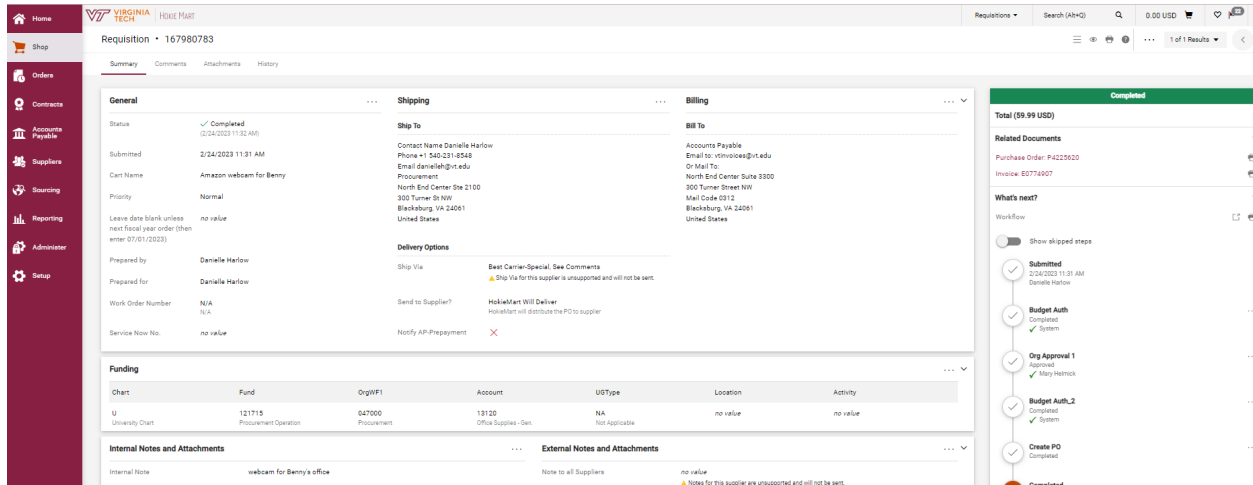 Home
Shop
Orders
Contracts
Accounts
Payable
Suppliers
Sourcing
Reporting
Administer
Setup
VT VIRGINIA
TECH
HOKIE MART
Requisitions
Search (Alt+Q)
0.00 USD
Requisition • 167980783
1 of 1 Results
Summary Comments Attachments History
General
Status Completed
(2/24/2023 11:32 AM)
Submitted 2/24/2023 11:31 AM
Cart Name Amazon webcam for Benny
Priority Normal
Leave date blank unless no value
next fiscal year order (then
enter 07/01/2023)
Prepared by Danielle Harlow
Prepared for Danielle Harlow
Work Order Number N/A
N/A
Service Now No. no value
Shipping
Ship To
Contact Name Danielle Harlow
Phone +1 540-231-8548
Email danielleh@vt.edu
Procurement
North End Center Ste 2100
300 Turner St NW
Blacksburg, VA 24061
United States
Delivery Options
Ship Via Best Carrier-Special, See Comments
Ship Via for this supplier is unsupported and will not be sent.
Send to Supplier? HokieMart Will Deliver
HokieMart will distribute the PO to supplier
Notify AP-Prepayment
Billing
Bill To
Accounts Payable
Email to: vtinvoices@vt.edu
Or Mail To:
North End Center Suite 3300
300 Turner Street NW
Mail Code 0312
Blacksburg, VA 24061
United States
Funding
Chart Fund OrgWF1 Account UGType Location Activity
U 121715 047000 13120 NA no value no value
University Chart Procurement Operation Procurement Office Supplies - Gen. Not Applicable
Internal Notes and Attachments
Internal Note webcam for Benny's office
External Notes and Attachments
Note to all Suppliers no value
Notes for this supplier are unsupported and will not be sent.
Completed
Total (59.99 USD)
Related Documents
Purchase Order: P4225620
Invoice: E0774907
What's next?
Workflow
Show skipped steps
Submitted
2/24/2023 11:31 AM
Danielle Harlow
Budget Auth
Completed
System
Org Approval 1
Approved
Mary Helmick
Budget Auth_2
Completed
System
Create PO
Completed
Completed